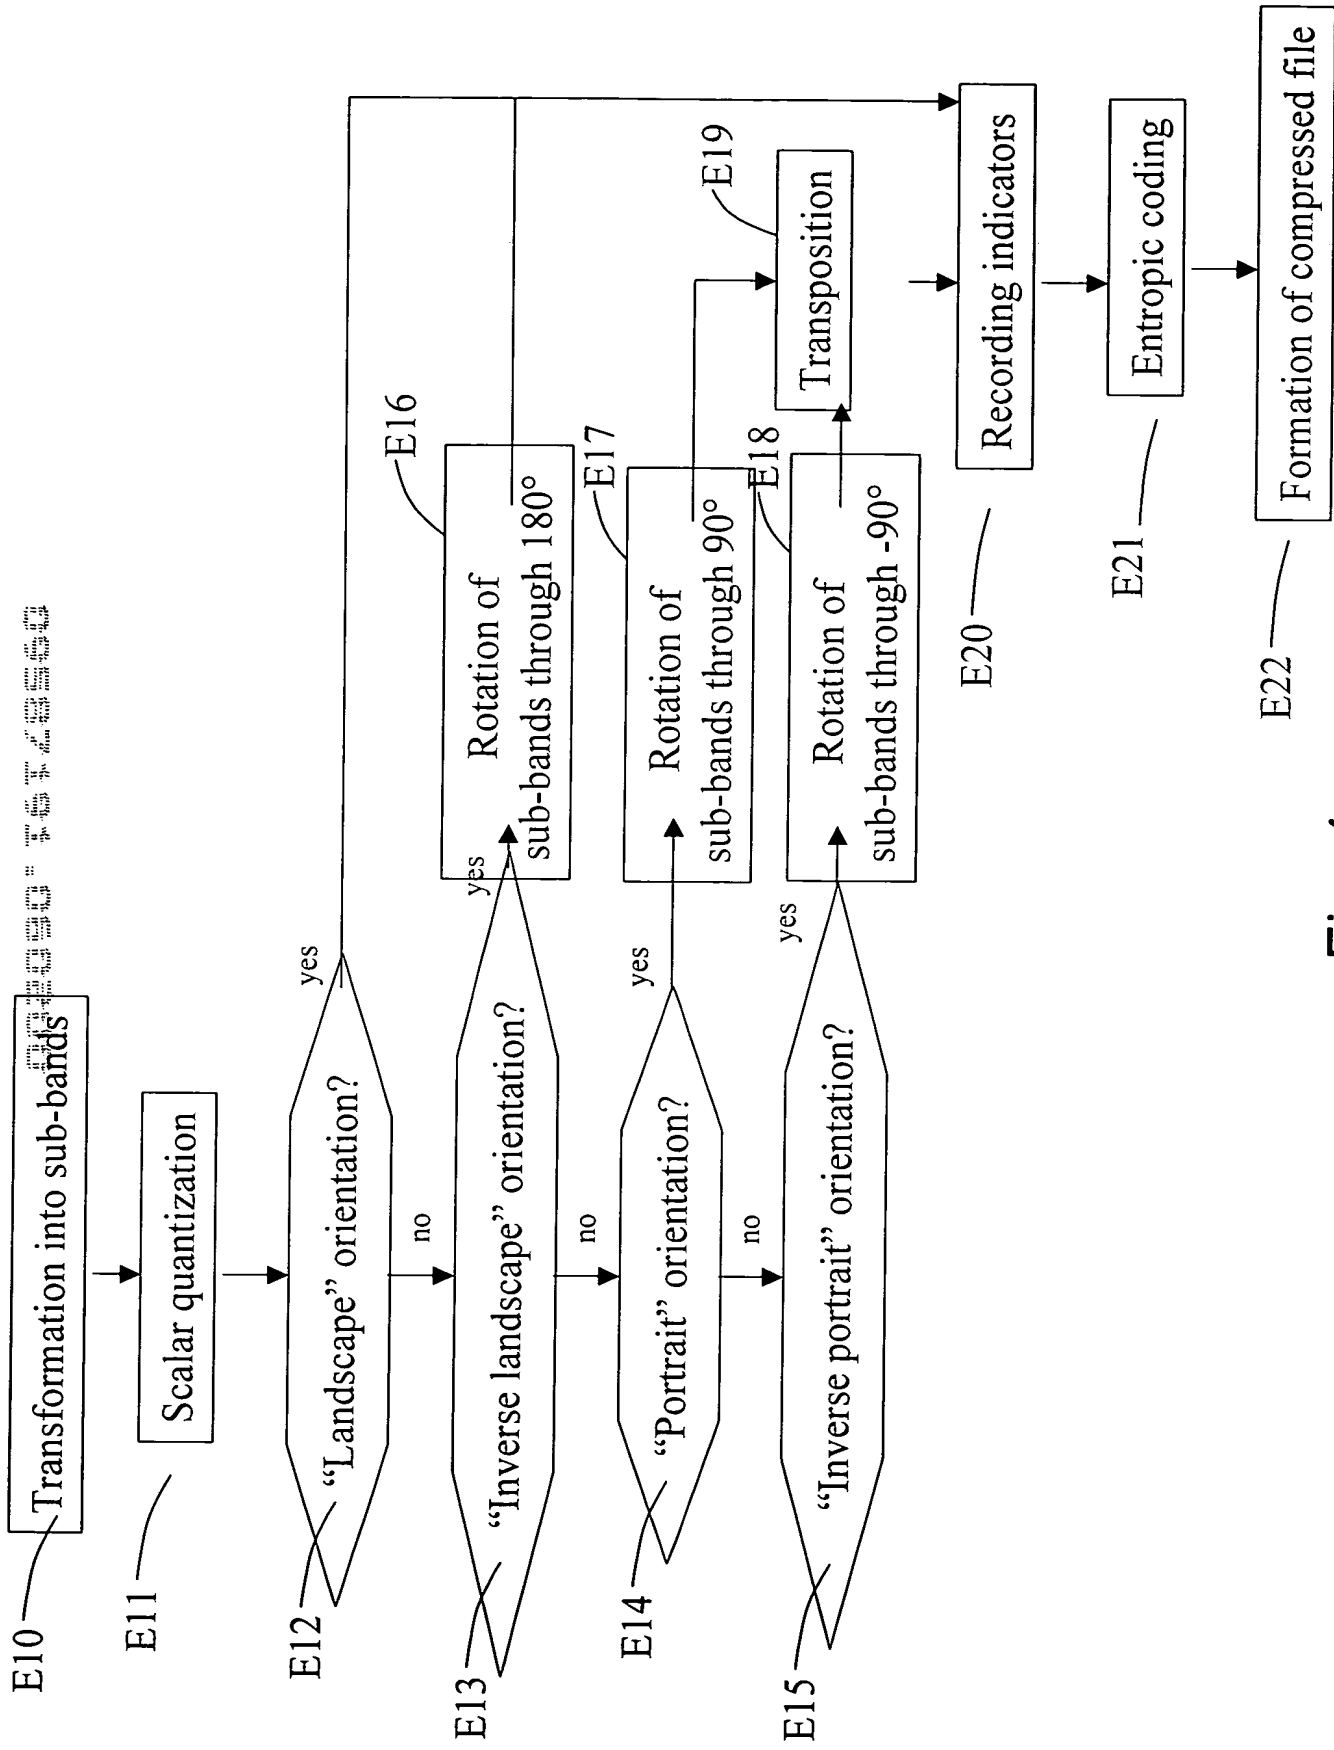 E10
Transformation into sub-bands
E11
Scalar quantization
E12
“Landscape” orientation?
yes
no
E13
“Inverse landscape” orientation?
yes
E16
Rotation of
sub-bands through 180°
no
E14
“Portrait” orientation?
yes
E17
Rotation of
sub-bands through 90°
E19
Transposition
no
E15
“Inverse portrait” orientation?
yes
E18
Rotation of
sub-bands through -90°
E20
Recording indicators
E21
Entropic coding
E22
Formation of compressed file